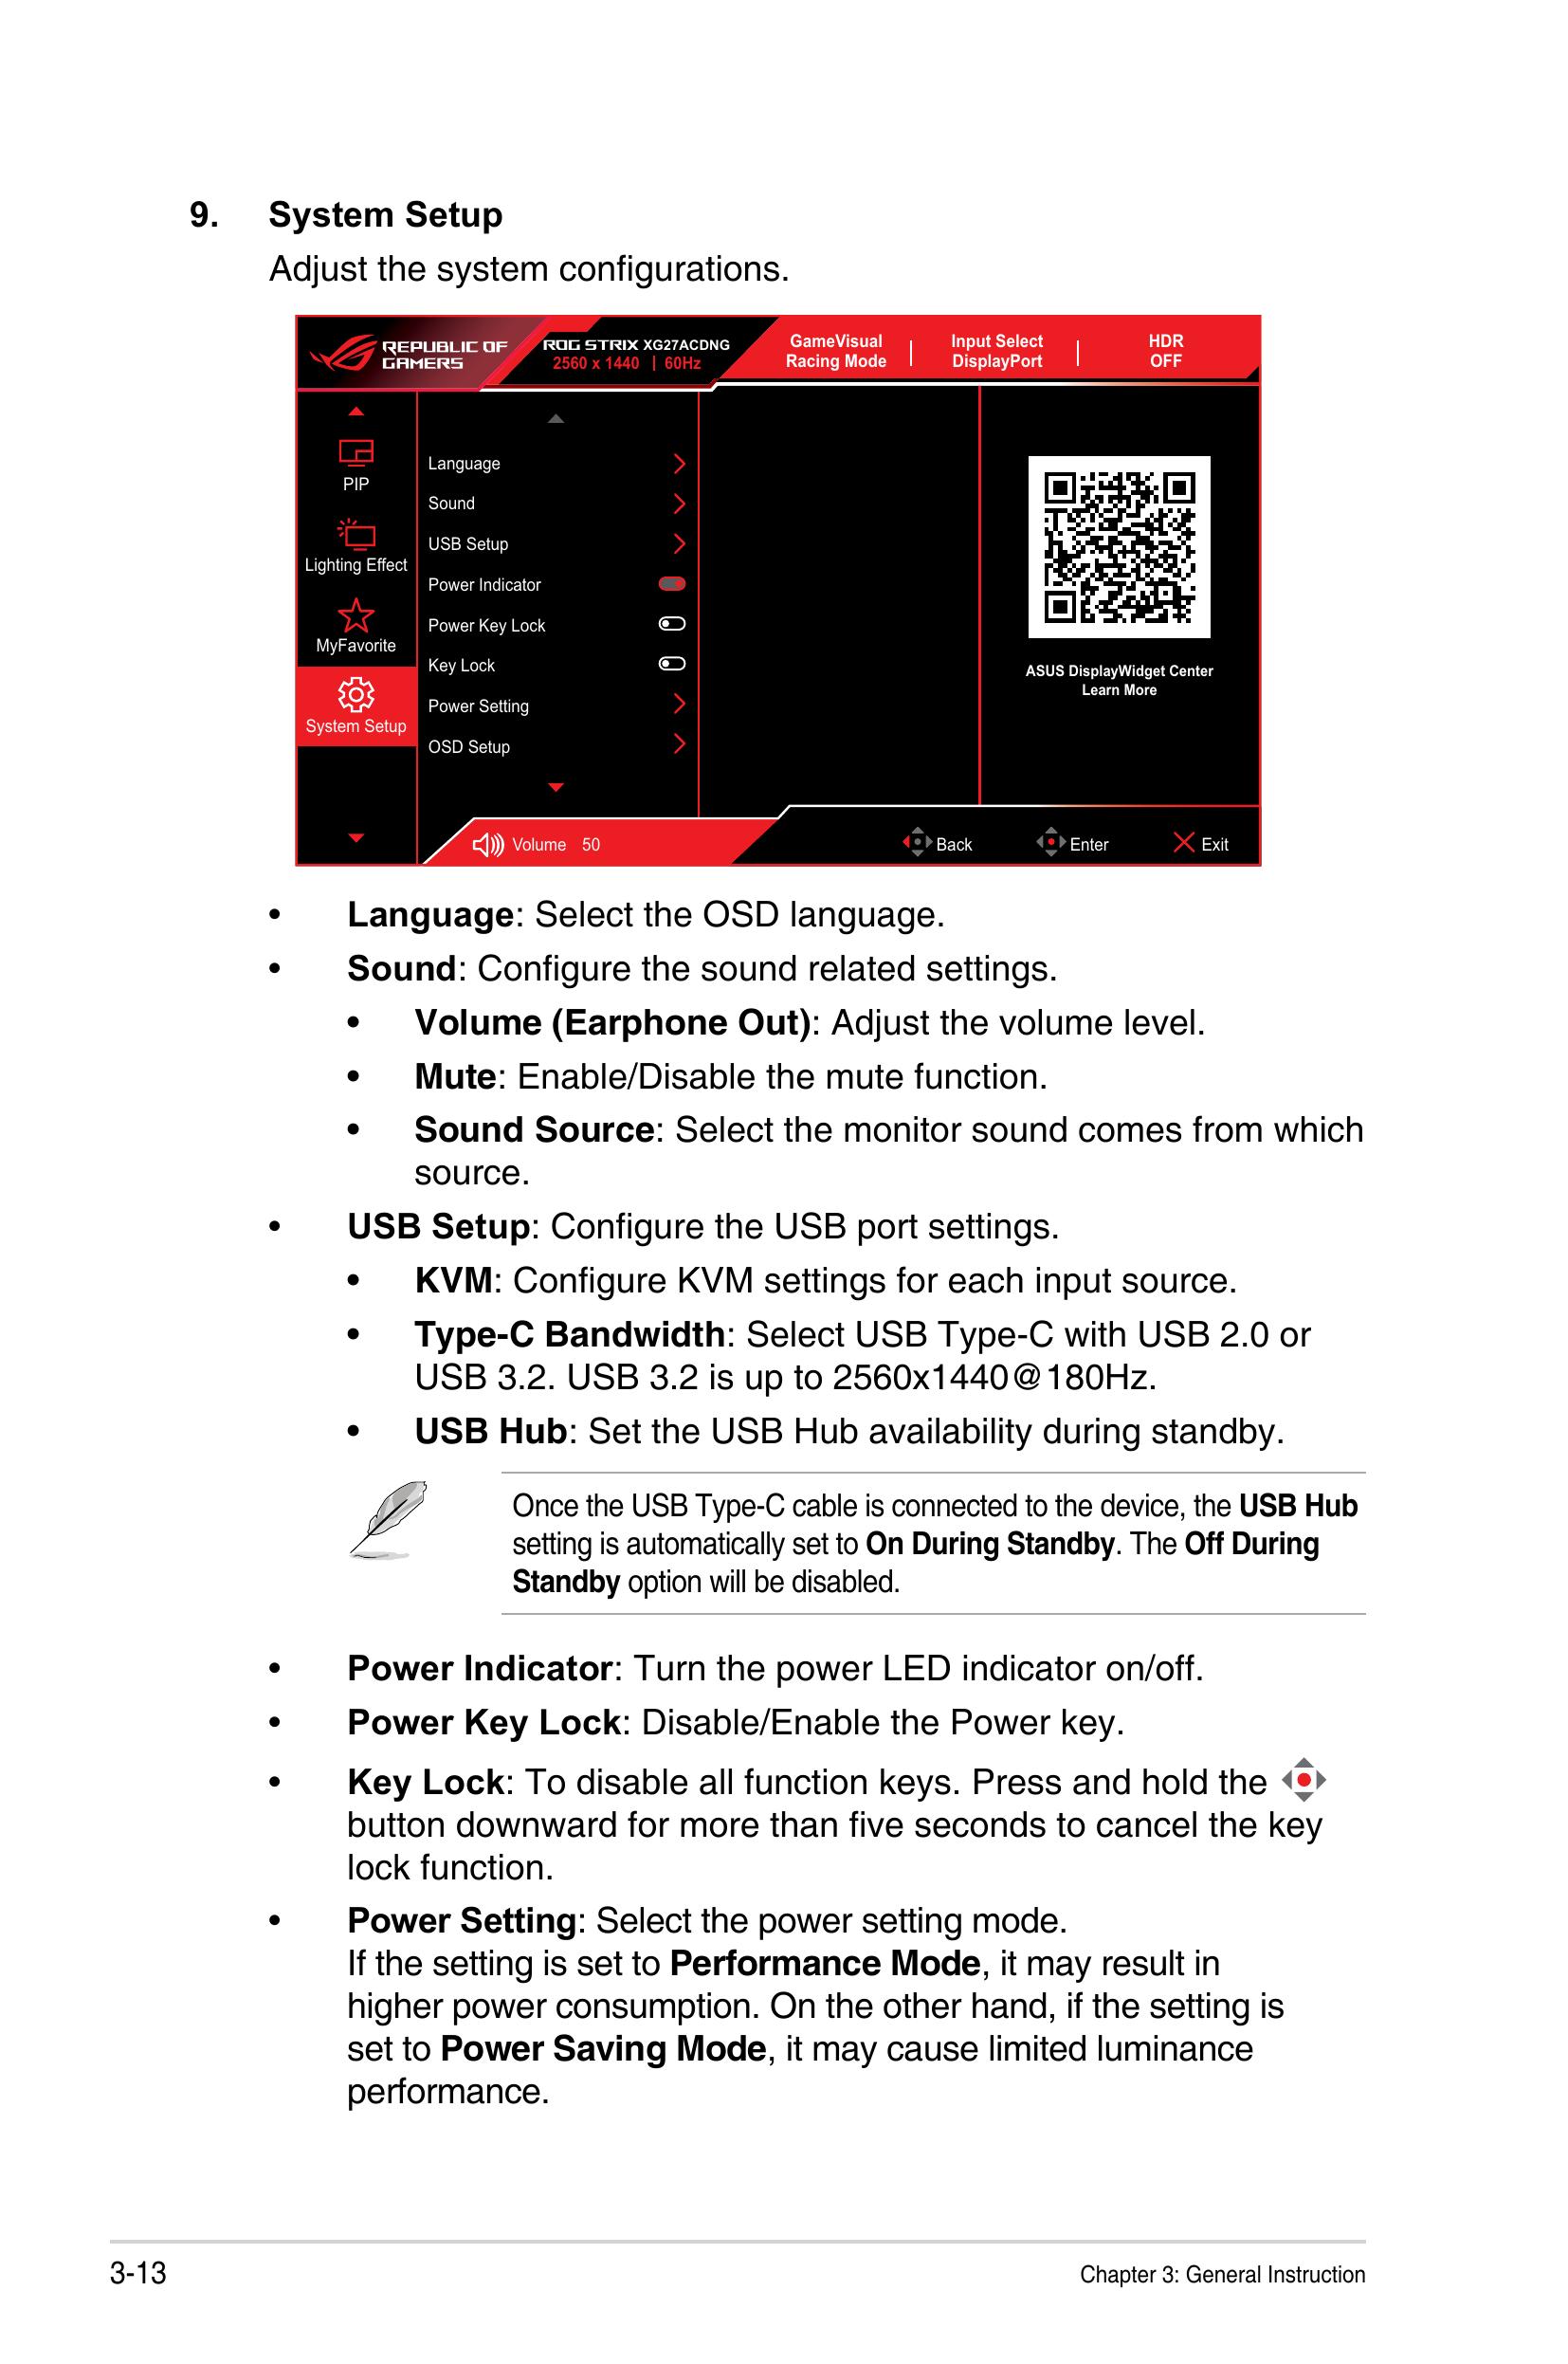 9. System Setup
Adjust the system configurations.
REPUBLIC OF
GAMERS
ROG STRIX XG27ACDNG
2560 x 1440 | 60Hz
GameVisual
Racing Mode
Input Select
DisplayPort
HDR
OFF
PIP
Lighting Effect
MyFavorite
System Setup
Language
Sound
USB Setup
Power Indicator
Power Key Lock
Key Lock
Power Setting
OSD Setup
ASUS DisplayWidget Center
Learn More
Volume 50
Back
Enter
Exit
• Language: Select the OSD language.
• Sound: Configure the sound related settings.
• Volume (Earphone Out): Adjust the volume level.
• Mute: Enable/Disable the mute function.
• Sound Source: Select the monitor sound comes from which
source.
• USB Setup: Configure the USB port settings.
• KVM: Configure KVM settings for each input source.
• Type-C Bandwidth: Select USB Type-C with USB 2.0 or
USB 3.2. USB 3.2 is up to 2560x1440@180Hz.
• USB Hub: Set the USB Hub availability during standby.
Once the USB Type-C cable is connected to the device, the USB Hub
setting is automatically set to On During Standby. The Off During
Standby option will be disabled.
• Power Indicator: Turn the power LED indicator on/off.
• Power Key Lock: Disable/Enable the Power key.
• Key Lock: To disable all function keys. Press and hold the
button downward for more than five seconds to cancel the key
lock function.
• Power Setting: Select the power setting mode.
If the setting is set to Performance Mode, it may result in
higher power consumption. On the other hand, if the setting is
set to Power Saving Mode, it may cause limited luminance
performance.
3-13
Chapter 3: General Instruction